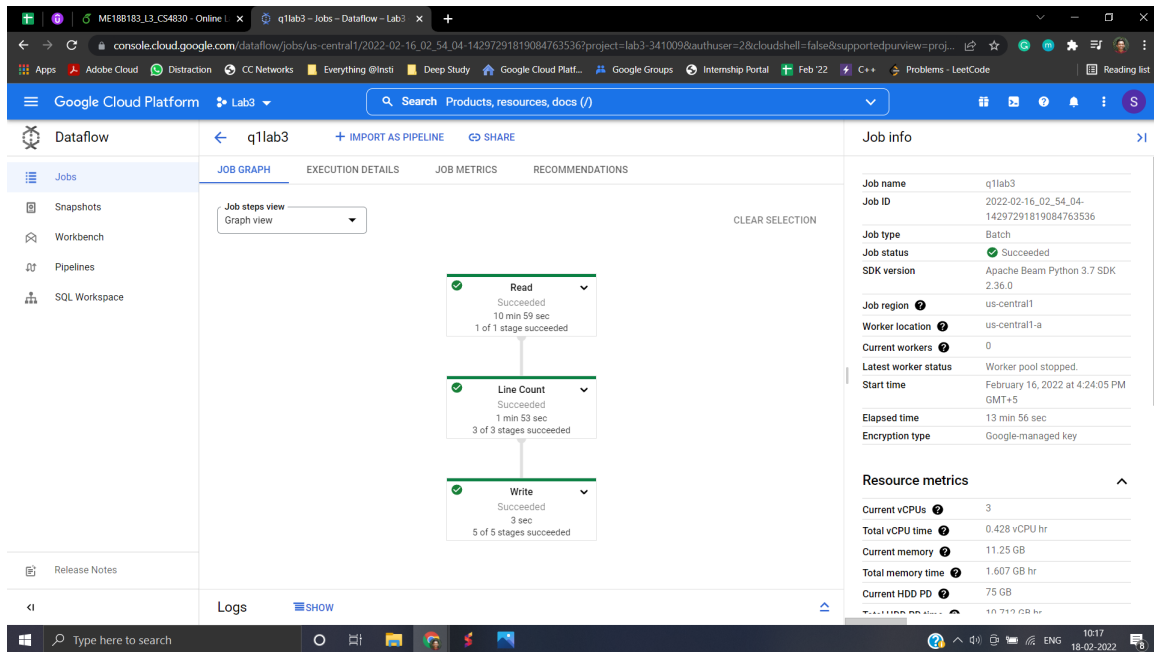 ME18B183_L3_CS4830 - Online L
q1lab3 – Jobs – Dataflow – Lab3
console.cloud.google.com/dataflow/jobs/us-central1/2022-02-16_02_54_04-14297291819084763536?project=lab3-341009&authuser=2&cloudshell=false&supportedpurview=proj...
Apps Adobe Cloud Distraction CC Networks Everything @Insti Deep Study Google Cloud Platf... Google Groups Internship Portal Feb '22 C++ Problems - LeetCode Reading list
Google Cloud Platform Lab3 Search Products, resources, docs (/) S
Dataflow
Jobs
Snapshots
Workbench
Pipelines
SQL Workspace
Release Notes
q1lab3 IMPORT AS PIPELINE SHARE
JOB GRAPH EXECUTION DETAILS JOB METRICS RECOMMENDATIONS
Job steps view
Graph view
CLEAR SELECTION
Read
Succeeded
10 min 59 sec
1 of 1 stage succeeded
Line Count
Succeeded
1 min 53 sec
3 of 3 stages succeeded
Write
Succeeded
3 sec
5 of 5 stages succeeded
Logs SHOW
Job info
Job name q1lab3
Job ID 2022-02-16_02_54_04-
14297291819084763536
Job type Batch
Job status Succeeded
SDK version Apache Beam Python 3.7 SDK
2.36.0
Job region us-central1
Worker location us-central1-a
Current workers 0
Latest worker status Worker pool stopped.
Start time February 16, 2022 at 4:24:05 PM
GMT+5
Elapsed time 13 min 56 sec
Encryption type Google-managed key
Resource metrics
Current vCPUs 3
Total vCPU time 0.428 vCPU hr
Current memory 11.25 GB
Total memory time 1.607 GB hr
Current HDD PD 75 GB
Total HDD PD time 10.712 GB hr
Type here to search
ENG
10:17
18-02-2022
8